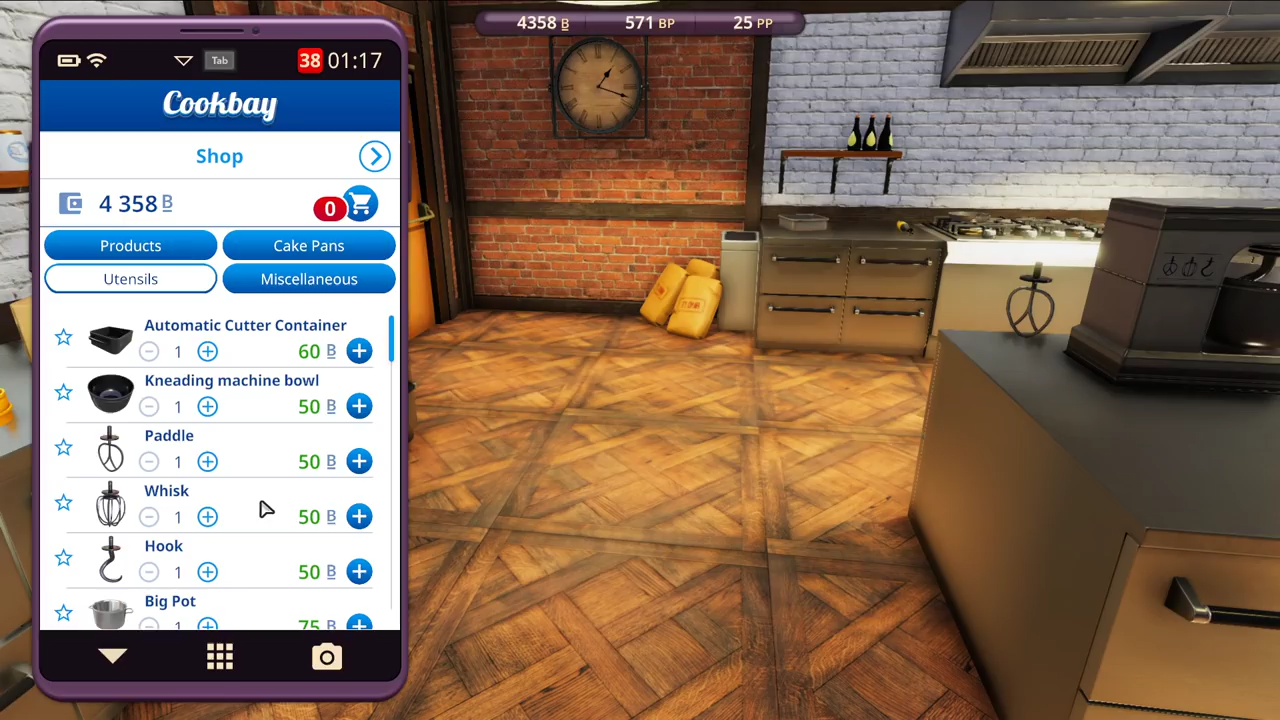 4358 B 571 BP 25 PP
Tab
38 01:17
Cookbay
Shop
4 358 B
0
Products
Cake Pans
Utensils
Miscellaneous
Automatic Cutter Container
1
60 B
Kneading machine bowl
1
50 B
Paddle
1
50 B
Whisk
1
50 B
Hook
1
50 B
Big Pot
1
75 B